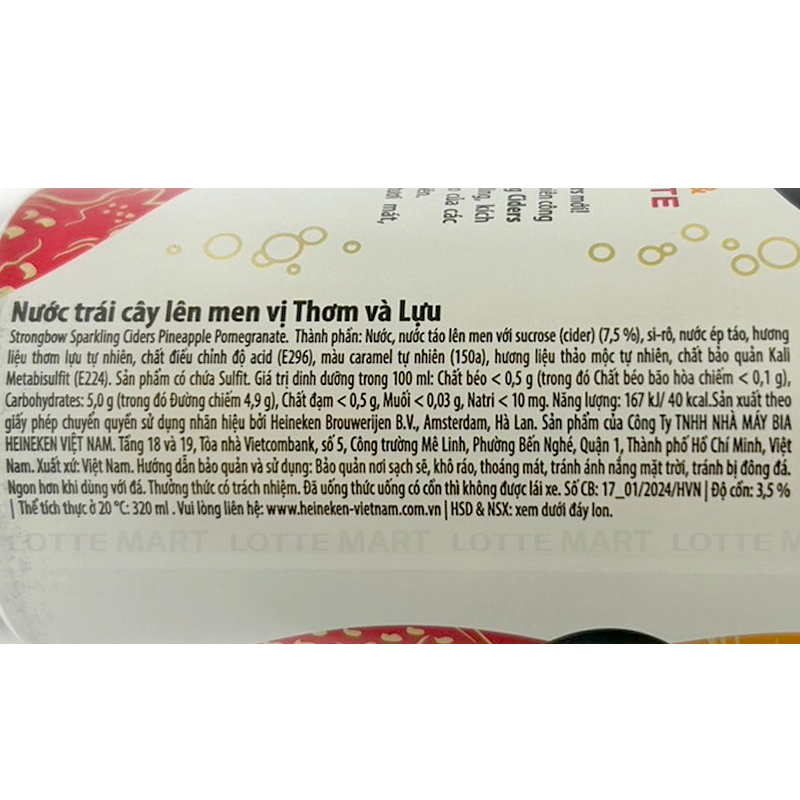 &
TE
rs mới!
iên công
g Ciders
ing, kích
của các
ươi mát,
Nước trái cây lên men vị Thơm và Lựu
Strongbow Sparkling Ciders Pineapple Pomegranate. Thành phần: Nước, nước táo lên men với sucrose (cider) (7,5 %), si-rô, nước ép táo, hương
liệu thơm lựu tự nhiên, chất điều chỉnh độ acid (E296), màu caramel tự nhiên (150a), hương liệu thảo mộc tự nhiên, chất bảo quản Kali
Metabisulfit (E224). Sản phẩm có chứa Sulfit. Giá trị dinh dưỡng trong 100 ml: Chất béo < 0,5 g (trong đó Chất béo bão hòa chiếm < 0,1 g),
Carbohydrates: 5,0 g (trong đó Đường chiếm 4,9 g), Chất đạm < 0,5 g, Muối < 0,03 g, Natri < 10 mg. Năng lượng: 167 kJ/ 40 kcal.Sản xuất theo
giấy phép chuyển quyền sử dụng nhãn hiệu bởi Heineken Brouwerijen B.V., Amsterdam, Hà Lan. Sản phẩm của Công Ty TNHH NHÀ MÁY BIA
HEINEKEN VIỆT NAM. Tầng 18 và 19, Tòa nhà Vietcombank, số 5, Công trường Mê Linh, Phường Bến Nghé, Quận 1, Thành phố Hồ Chí Minh, Việt
Nam. Xuất xứ: Việt Nam. Hướng dẫn bảo quản và sử dụng: Bảo quản nơi sạch sẽ, khô ráo, thoáng mát, tránh ánh nắng mặt trời, tránh bị đông đá.
Ngon hơn khi dùng với đá. Thưởng thức có trách nhiệm. Đã uống thức uống có cồn thì không được lái xe. Số CB: 17_01/2024/HVN | Độ cồn: 3,5 %
| Thể tích thực ở 20 °C: 320 ml . Vui lòng liên hệ: www.heineken-vietnam.com.vn | HSD & NSX: xem dưới đáy lon.
LOTTE MART LOTTE MART LOTTE MART LOTTE M